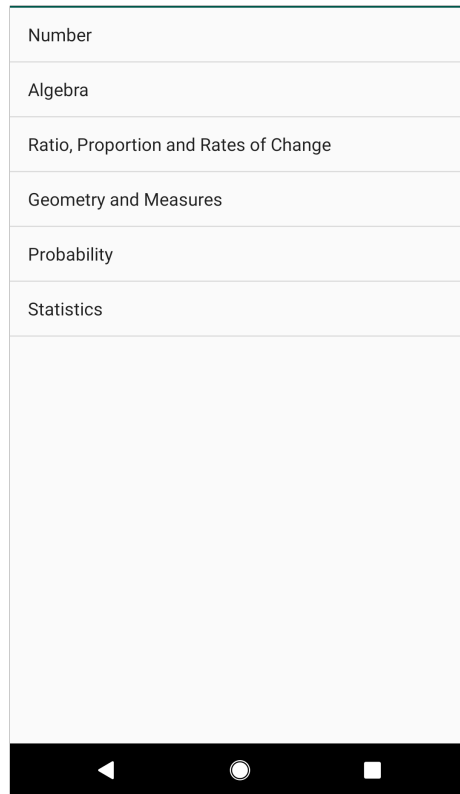 Number
Algebra
Ratio, Proportion and Rates of Change
Geometry and Measures
Probability
Statistics